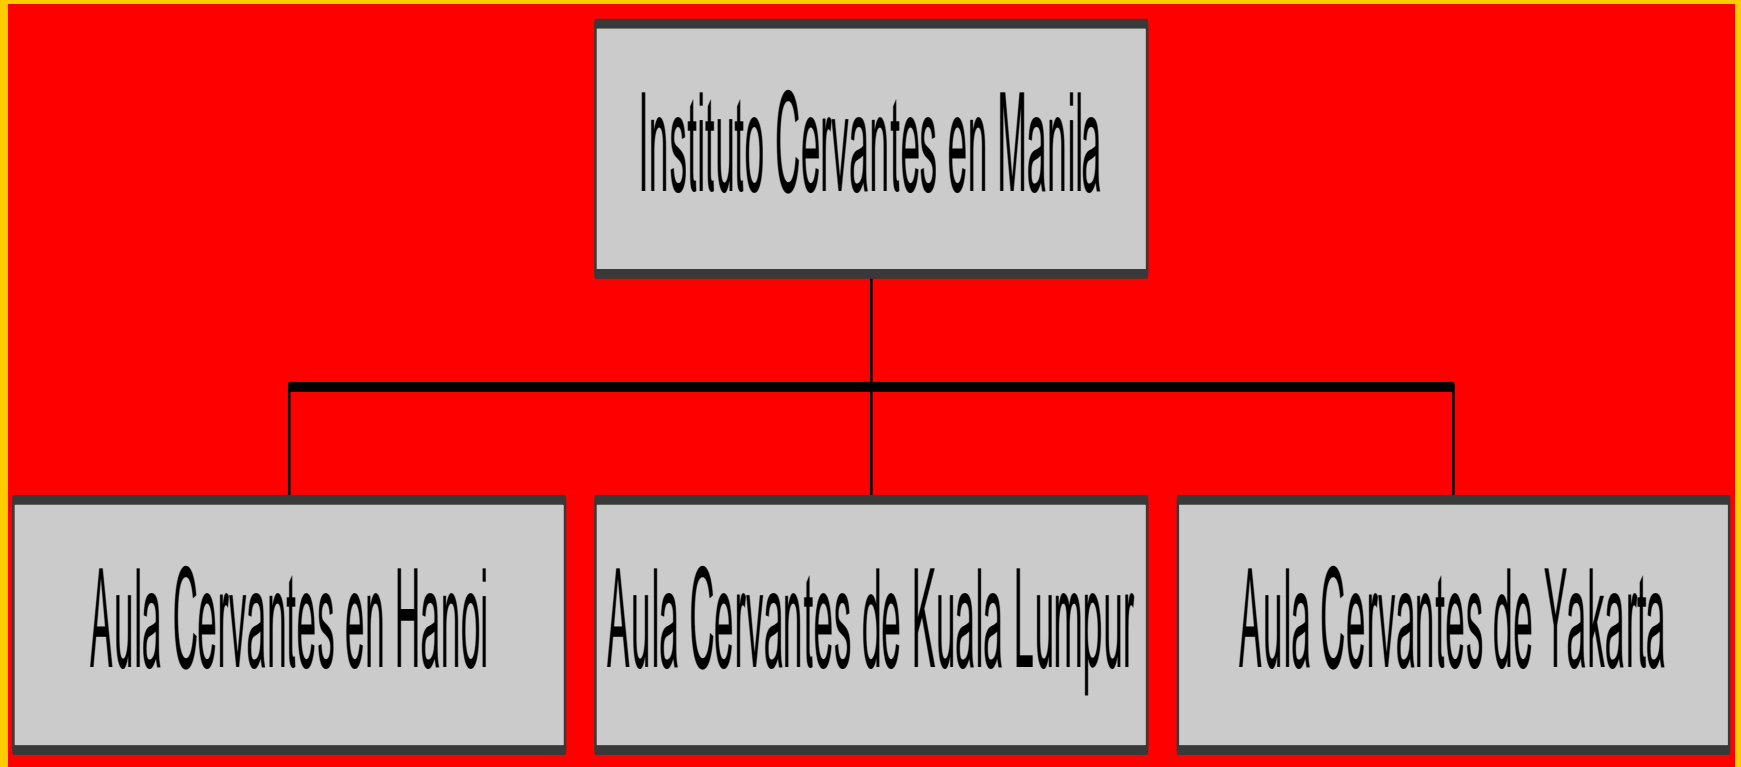 Instituto Cervantes en Manila
Aula Cervantes en Hanoi
Aula Cervantes de Kuala Lumpur
Aula Cervantes de Yakarta